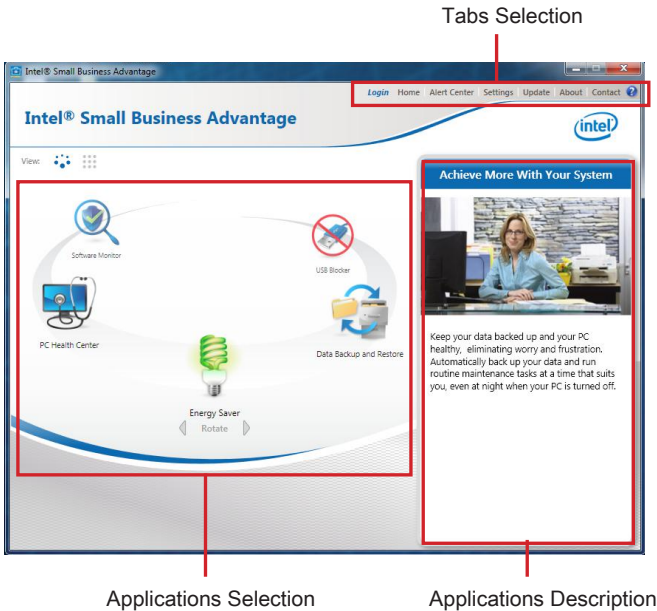 Tabs Selection
Intel® Small Business Advantage
Login Home Alert Center Settings Update About Contact ?
Intel® Small Business Advantage
intel
View:
Achieve More With Your System
Software Monitor
USB Blocker
PC Health Center
Data Backup and Restore
Energy Saver
Rotate
Keep your data backed up and your PC
healthy, eliminating worry and frustration.
Automatically back up your data and run
routine maintenance tasks at a time that suits
you, even at night when your PC is turned off.
Applications Selection
Applications Description